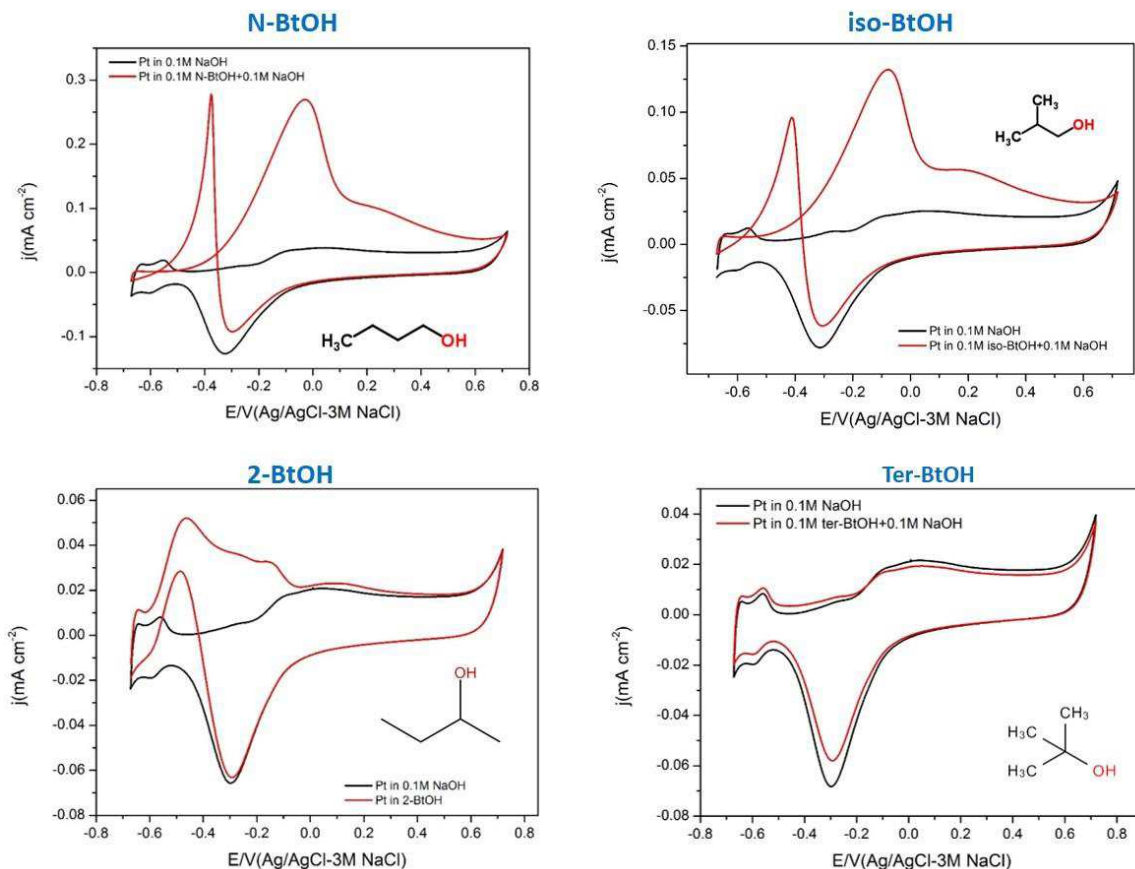 N-BtOH
Pt in 0.1M NaOH
Pt in 0.1M N-BtOH+0.1M NaOH
0.3
0.2
0.1
0.0
-0.1
j(mA cm-2)
H3C
OH
-0.8 -0.6 -0.4 -0.2 0.0 0.2 0.4 0.6 0.8
E/V(Ag/AgCl-3M NaCl)
iso-BtOH
0.15
0.10
0.05
0.00
-0.05
j(mA cm-2)
CH3
H3C
OH
Pt in 0.1M NaOH
Pt in 0.1M iso-BtOH+0.1M NaOH
-0.6 -0.4 -0.2 0.0 0.2 0.4 0.6
E/V(Ag/AgCl-3M NaCl)
2-BtOH
0.06
0.04
0.02
0.00
-0.02
-0.04
-0.06
-0.08
j(mA cm-2)
OH
Pt in 0.1M NaOH
Pt in 2-BtOH
-0.8 -0.6 -0.4 -0.2 0.0 0.2 0.4 0.6 0.8
E/V(Ag/AgCl-3M NaCl)
Ter-BtOH
Pt in 0.1M NaOH
Pt in 0.1M ter-BtOH+0.1M NaOH
0.04
0.02
0.00
-0.02
-0.04
-0.06
-0.08
j(mA cm-2)
CH3
H3C
H3C
OH
-0.8 -0.6 -0.4 -0.2 0.0 0.2 0.4 0.6 0.8
E/V(Ag/AgCl-3M NaCl)